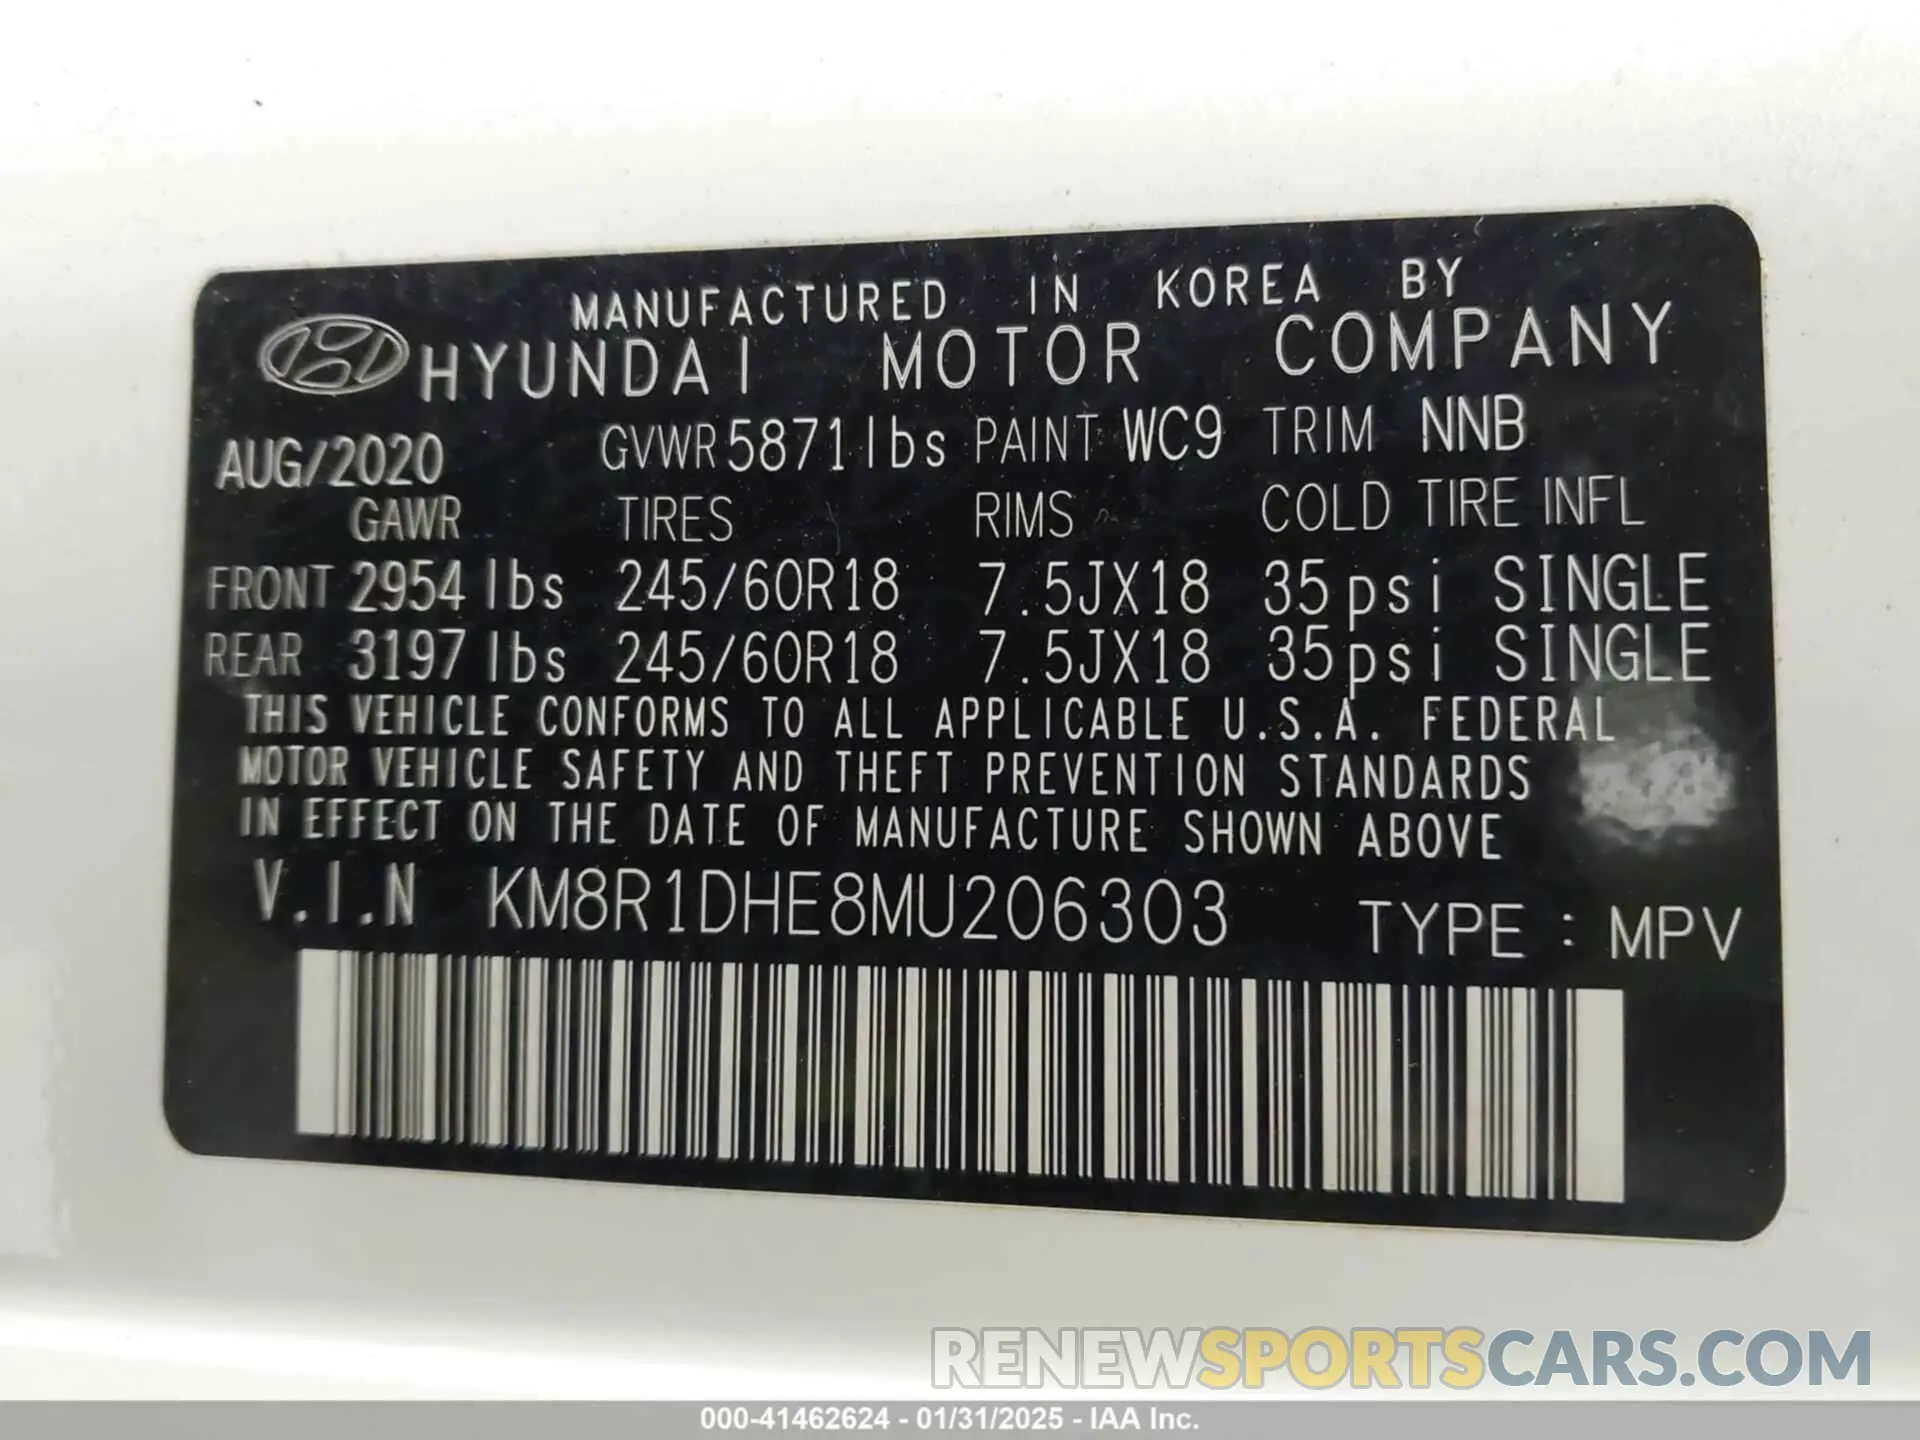 MANUFACTURED IN KOREA BY
HYUNDAI MOTOR COMPANY
AUG/2020 GVWR 5871 lbs PAINT WC9 TRIM NNB
GAWR TIRES RIMS COLD TIRE INFL
FRONT 2954 lbs 245/60R18 7.5JX18 35psi SINGLE
REAR 3197 lbs 245/60R18 7.5JX18 35psi SINGLE
THIS VEHICLE CONFORMS TO ALL APPLICABLE U.S.A. FEDERAL
MOTOR VEHICLE SAFETY AND THEFT PREVENTION STANDARDS
IN EFFECT ON THE DATE OF MANUFACTURE SHOWN ABOVE
V.I.N KM8R1DHE8MU206303 TYPE : MPV
RENEWSPORTSCARS.COM
000-41462624 - 01/31/2025 - IAA Inc.